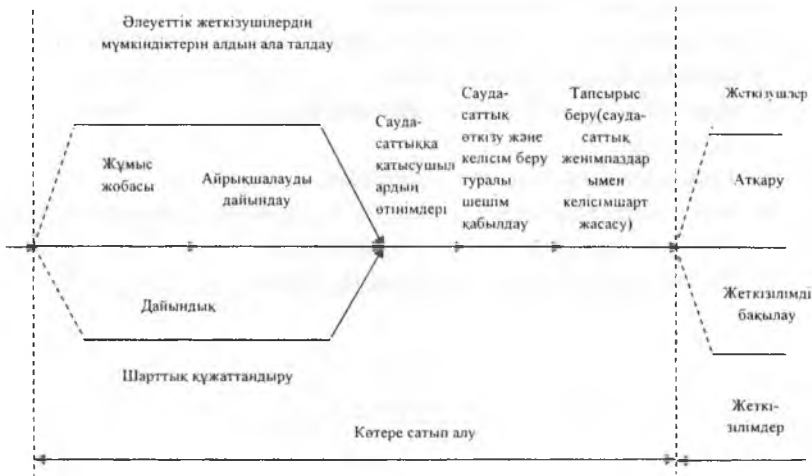 Әлеуеттік жеткізушілердің
мүмкіндіктерін алдын ала талдау
Жұмыс
жобасы
Айрықшалауды
дайындау
Сауда-
саттыққа
қатысушыл
ардың
өтінімдері
Сауда-
саттық
өткізу және
келісім беру
туралы
шешім
қабылдау
Тапсырыс
беру(сауда-
саттық
женімпаздар
ымен
келісімшарт
жасасу)
Жеткізушлер
Атқару
Дайындық
Шарттық құжаттандыру
Жеткізілімді
бақылау
Жеткі-
зілімдер
Көтере сатып алу